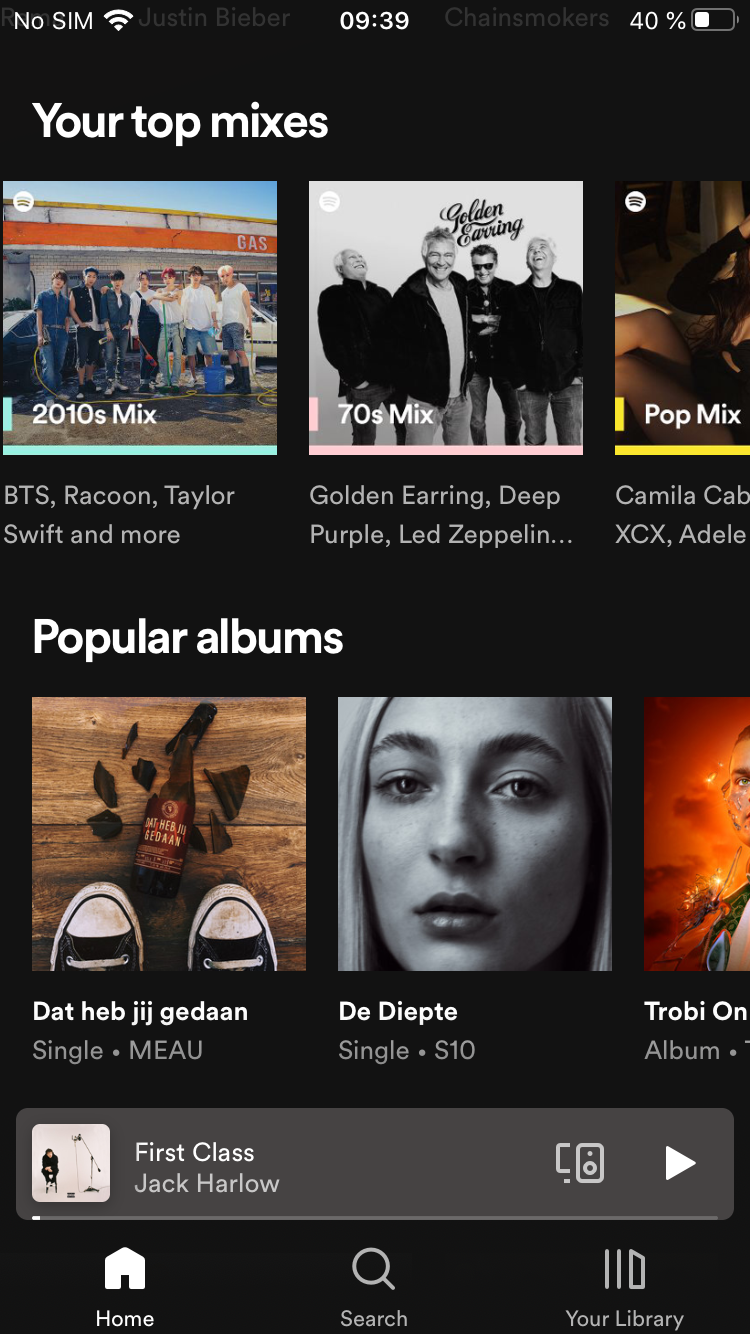 No SIM
Justin Bieber
09:39
Chainsmokers
40 %
Your top mixes
GAS
2010s Mix
Golden
Earring
70s Mix
Pop Mix
BTS, Racoon, Taylor
Swift and more
Golden Earring, Deep
Purple, Led Zeppelin…
Camila Cab
XCX, Adele
Popular albums
DAT HEB JIJ
GEDAAN
Dat heb jij gedaan
Single • MEAU
De Diepte
Single • S10
Trobi On
Album •
First Class
Jack Harlow
Home
Search
Your Library